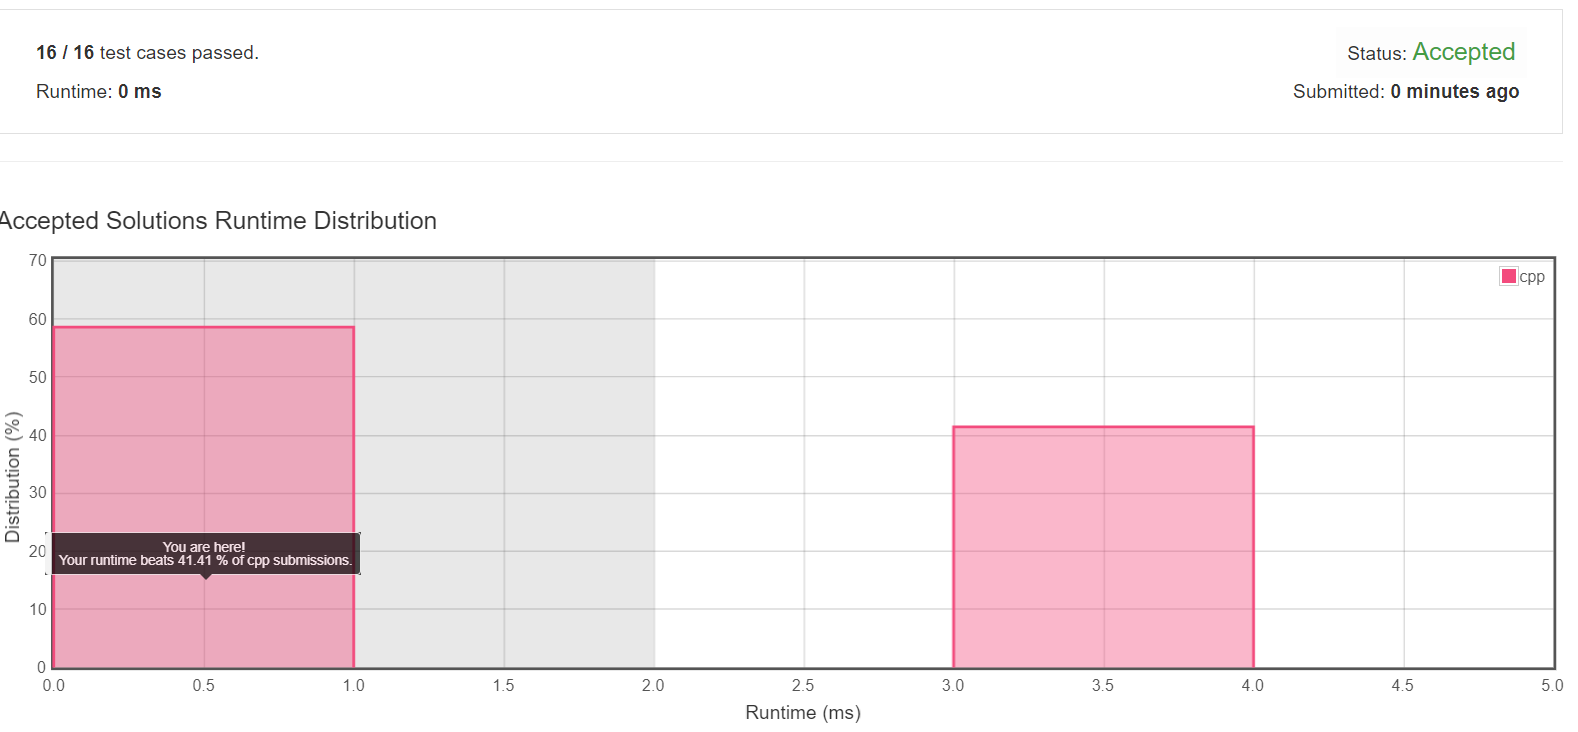 16 / 16 test cases passed.
Status: Accepted
Runtime: 0 ms
Submitted: 0 minutes ago
Accepted Solutions Runtime Distribution
70
60
50
40
30
20
10
0
Distribution (%)
cpp
You are here!
Your runtime beats 41.41 % of cpp submissions.
0.0 0.5 1.0 1.5 2.0 2.5 3.0 3.5 4.0 4.5 5.0
Runtime (ms)